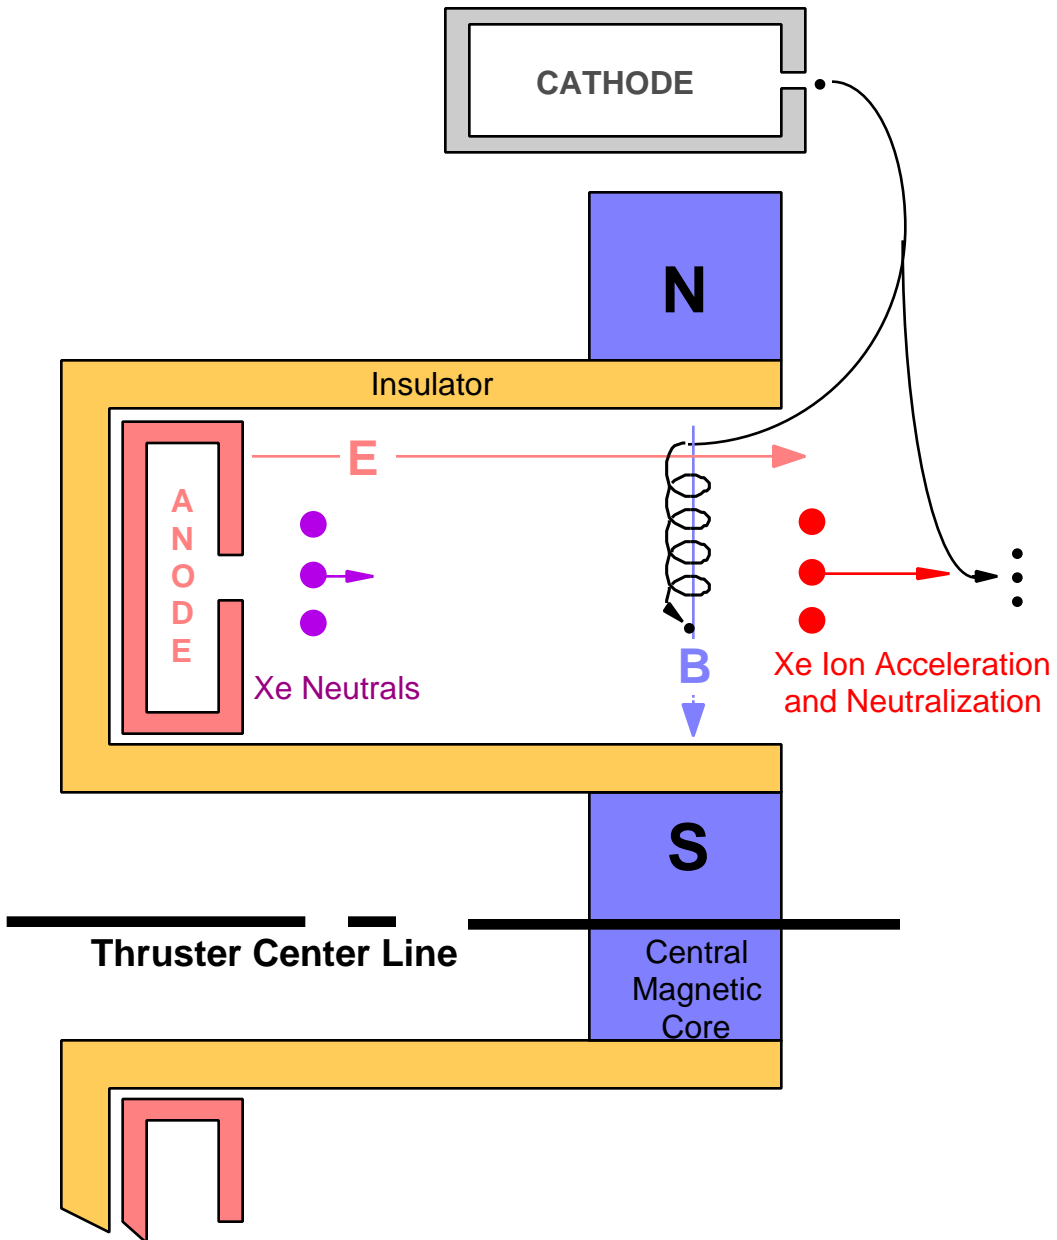 CATHODE
N
Insulator
E
A
N
O
D
E
Xe Neutrals
B
Xe Ion Acceleration
and Neutralization
S
Thruster Center Line
Central
Magnetic
Core